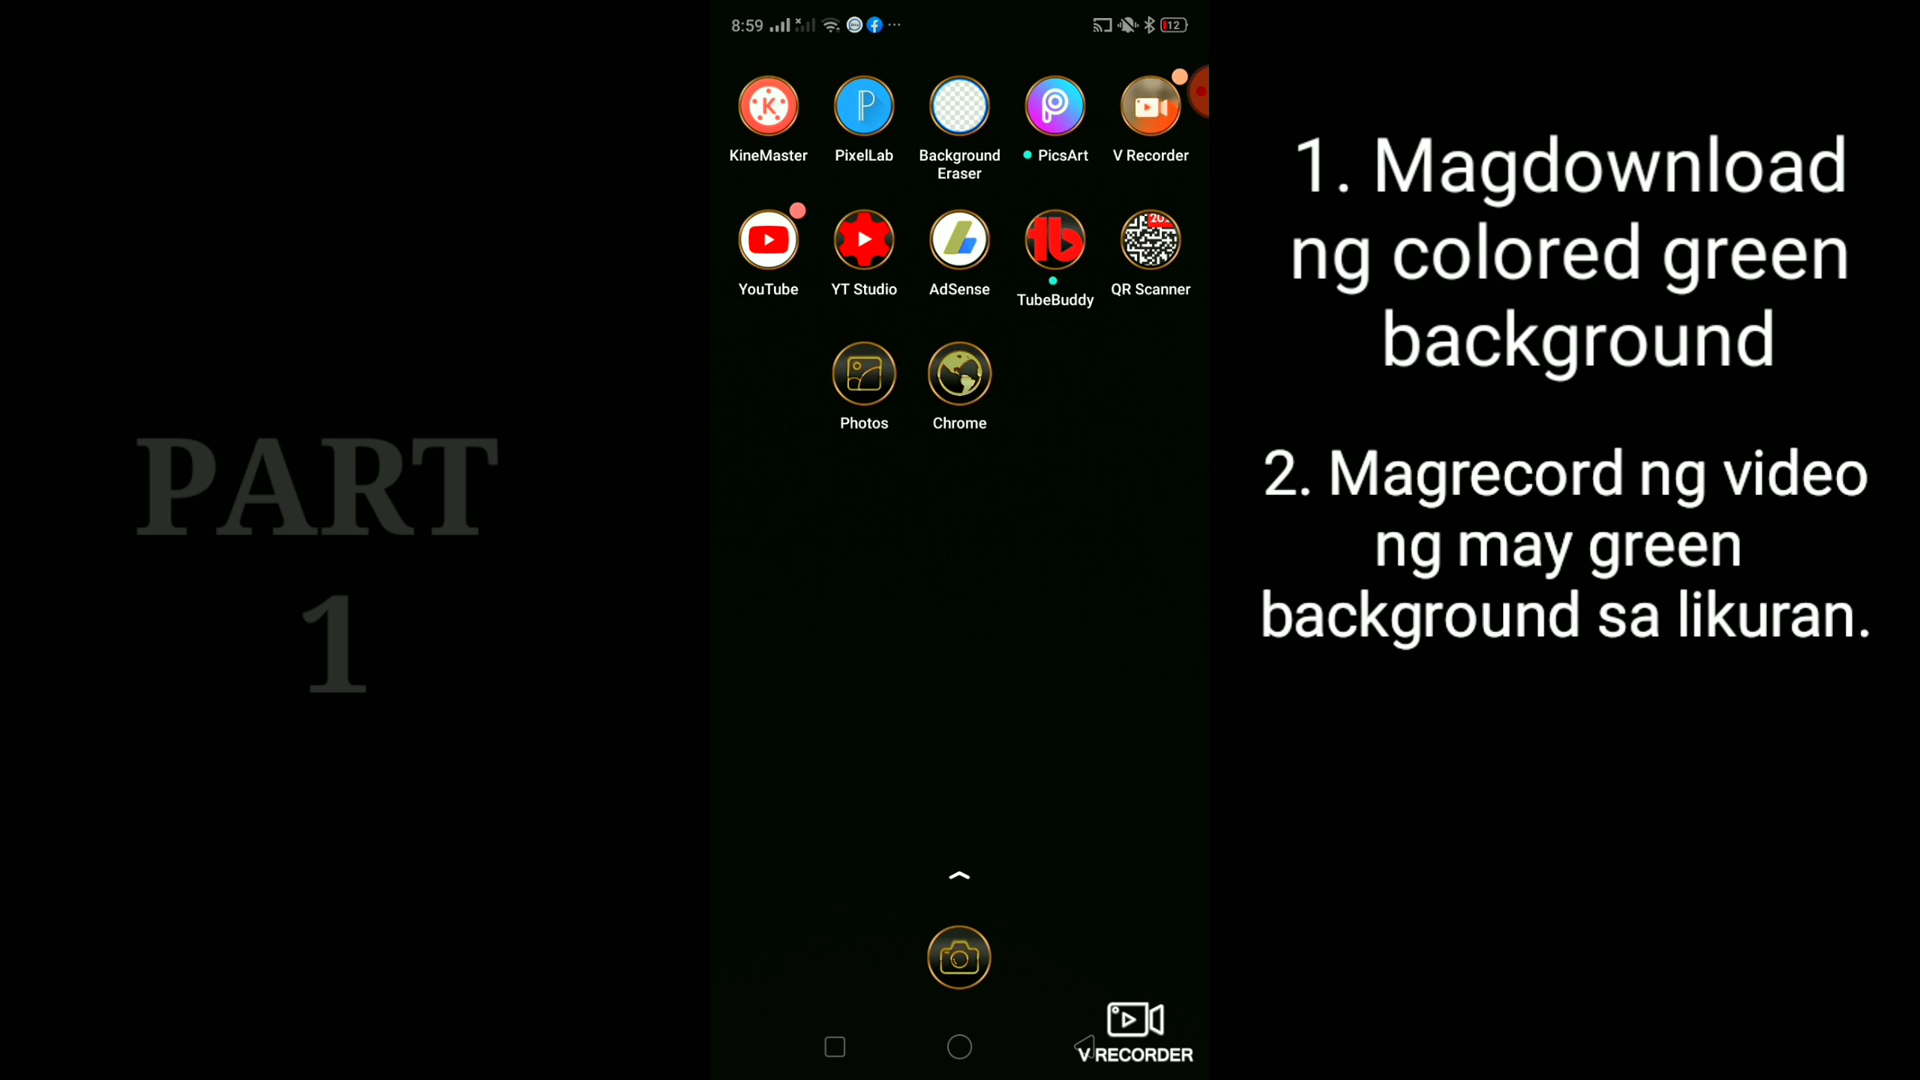 8:59
12
KineMaster
PixelLab
Background
Eraser
PicsArt
V Recorder
YouTube
YT Studio
AdSense
TubeBuddy
QR Scanner
Photos
Chrome
V RECORDER
PART
1
1. Magdownload
ng colored green
background
2. Magrecord ng video
ng may green
background sa likuran.